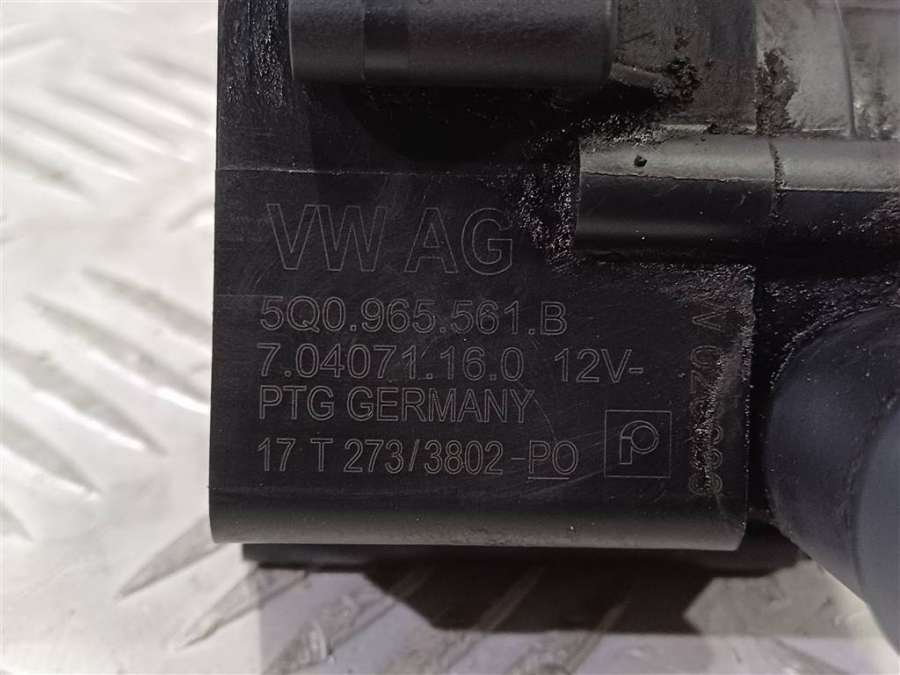 VW AG
5Q0.965.561.B
7.04071.16.0 12V-
PTG GERMANY
17 T 273/3802-PO